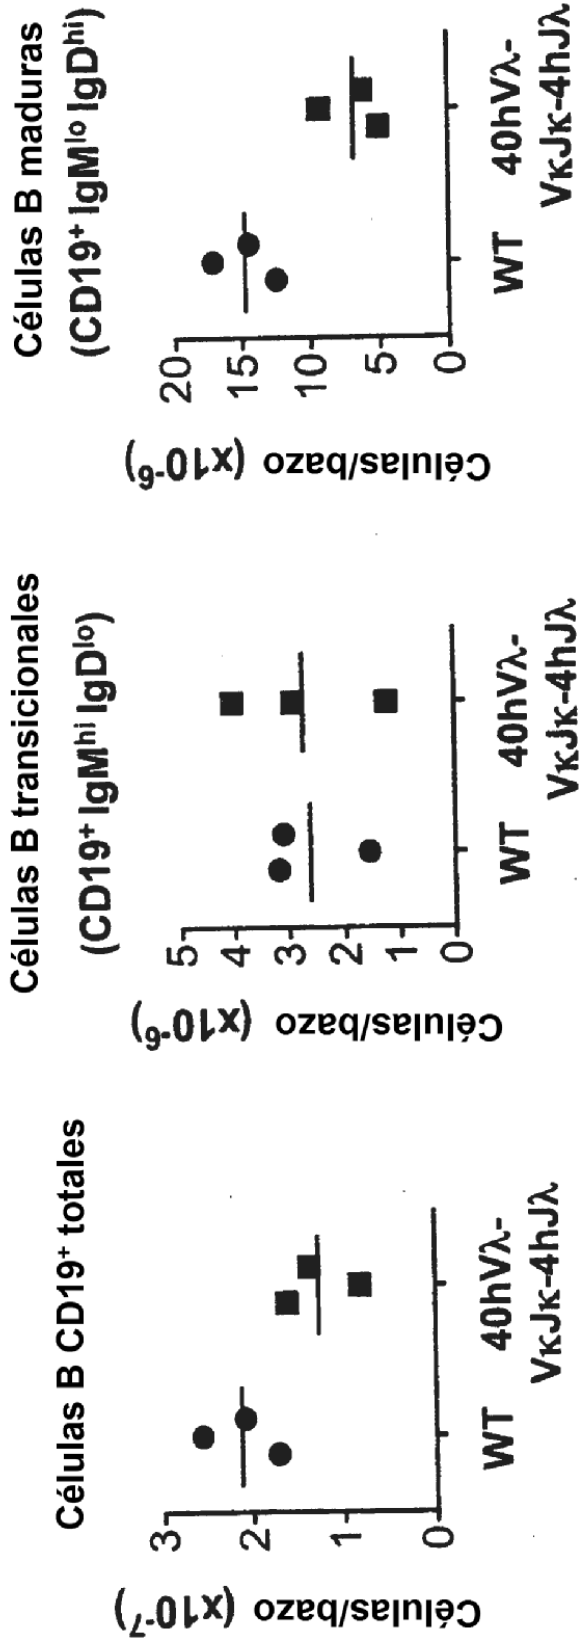 Células B CD19⁺ totales
Células/bazo
(x10⁻⁷)
3
2
1
0
WT
40hVλ-
VκJκ-4hJλ
Células B transicionales
(CD19⁺ IgMʰⁱ IgDˡᵒ)
Células/bazo
(x10⁻⁶)
5
4
3
2
1
0
WT
40hVλ-
VκJκ-4hJλ
Células B maduras
(CD19⁺ IgMˡᵒ IgDʰⁱ)
Células/bazo
(x10⁻⁶)
20
15
10
5
0
WT
40hVλ-
VκJκ-4hJλ